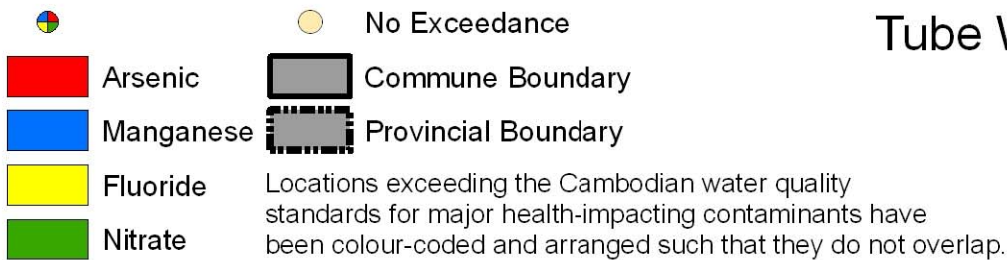 No Exceedance
Tube
Arsenic
Commune Boundary
Manganese
Provincial Boundary
Fluoride
Nitrate
Locations exceeding the Cambodian water quality
standards for major health-impacting contaminants have
been colour-coded and arranged such that they do not overlap.